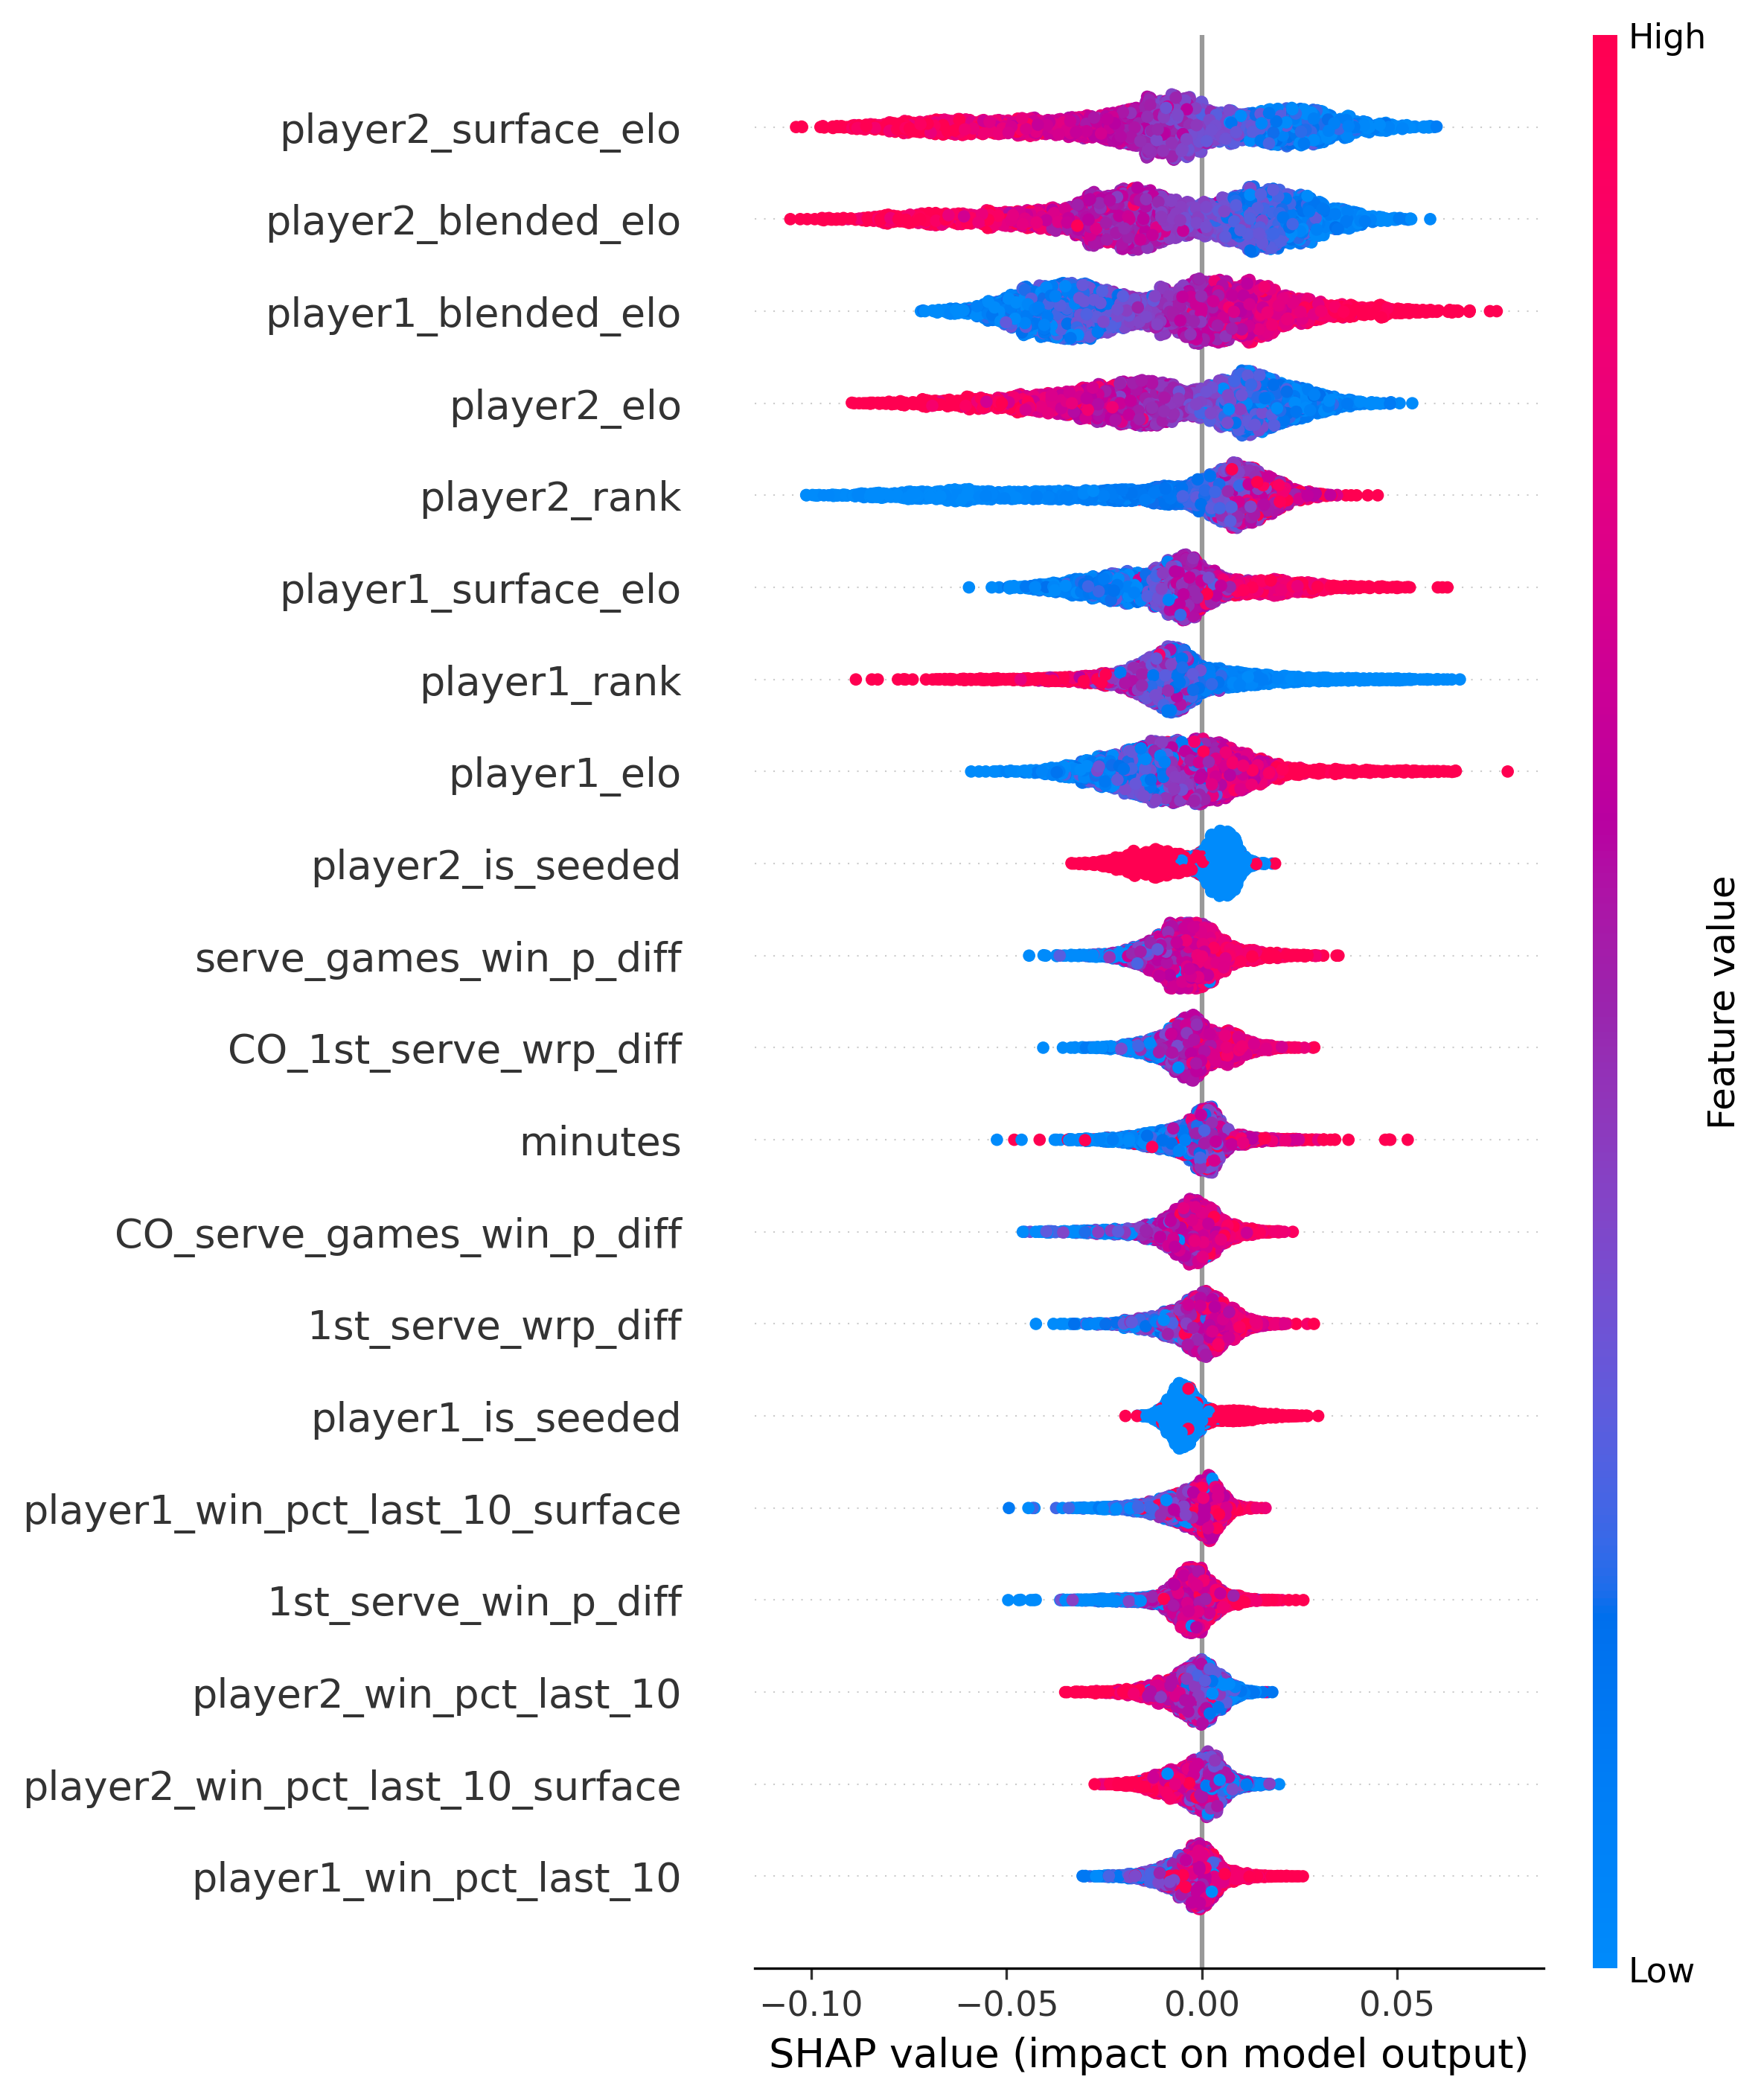 High
player2_surface_elo
player2_blended_elo
player1_blended_elo
player2_elo
player2_rank
player1_surface_elo
player1_rank
player1_elo
player2_is_seeded
serve_games_win_p_diff
CO_1st_serve_wrp_diff
minutes
CO_serve_games_win_p_diff
1st_serve_wrp_diff
player1_is_seeded
player1_win_pct_last_10_surface
1st_serve_win_p_diff
player2_win_pct_last_10
player2_win_pct_last_10_surface
player1_win_pct_last_10
Feature value
Low
−0.10 −0.05 0.00 0.05
SHAP value (impact on model output)